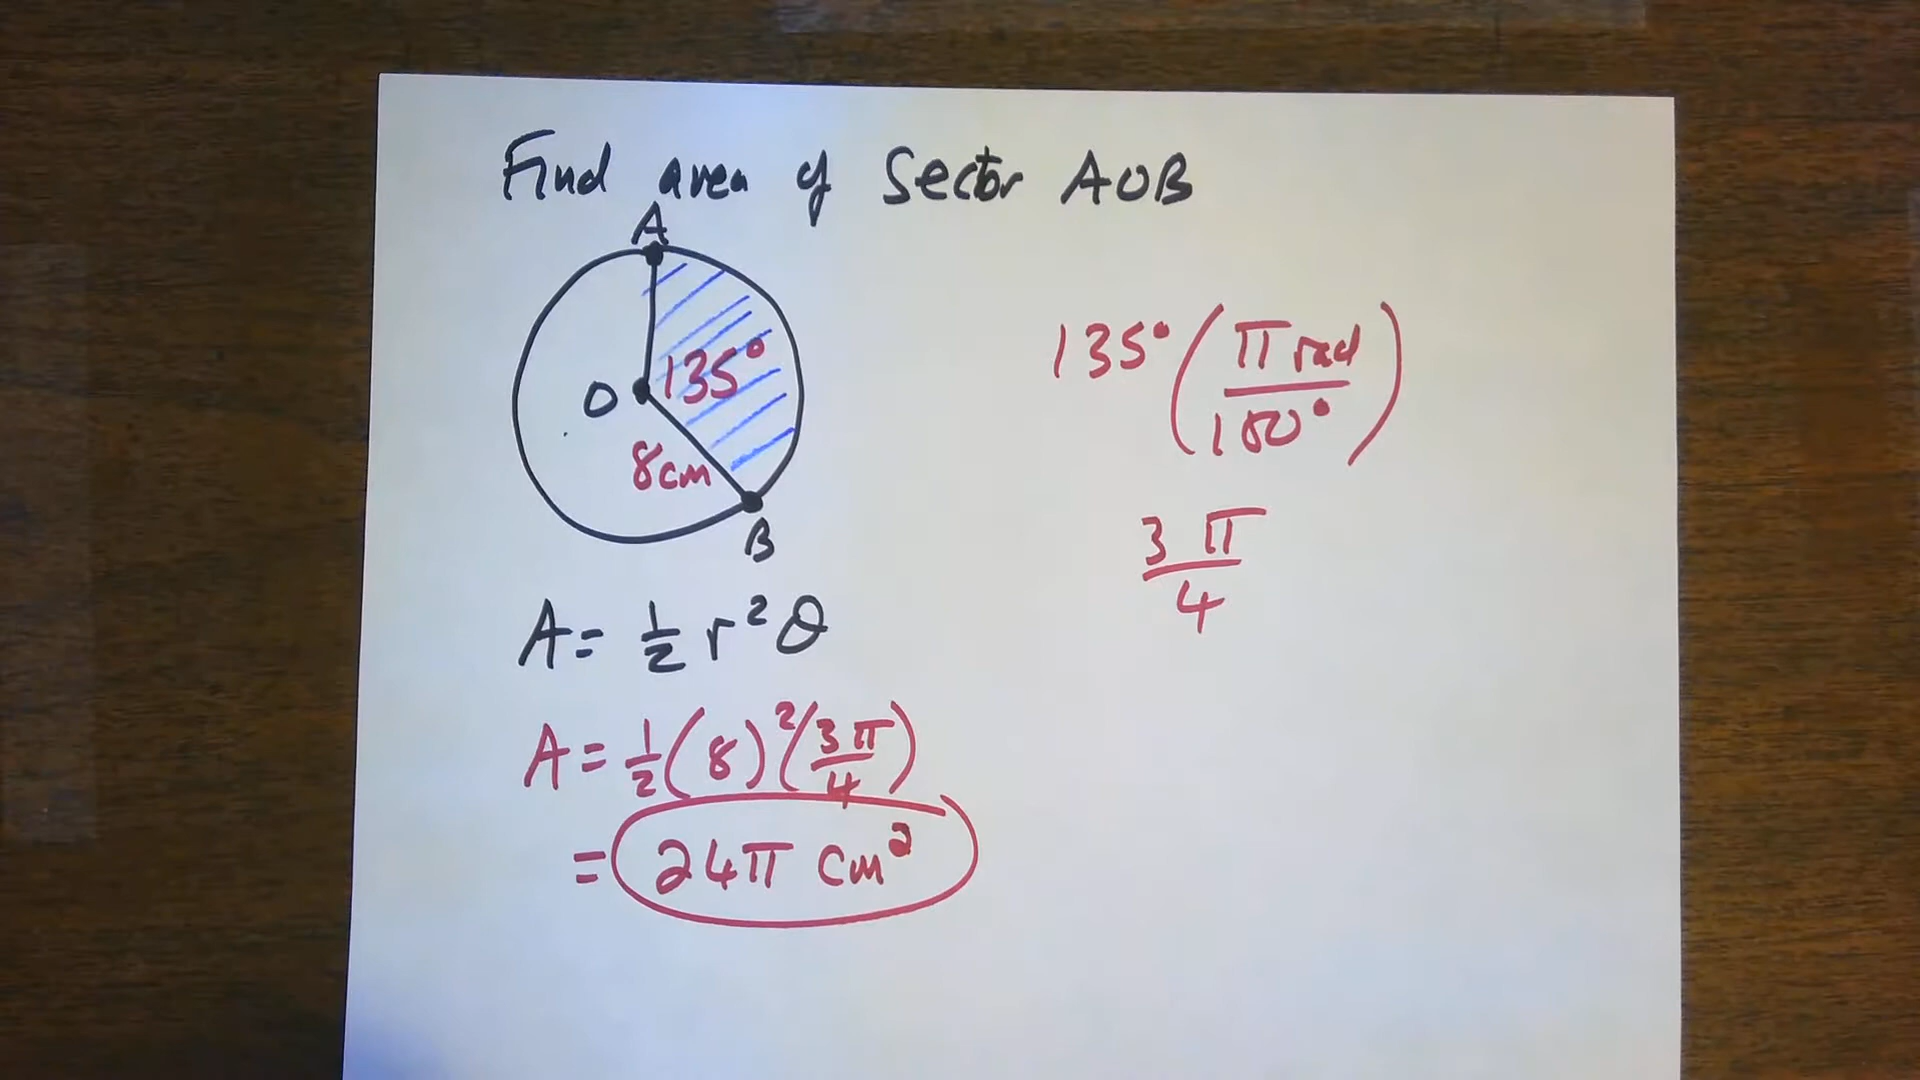 Find area of Sector AOB
A
135°
O
8cm
B
135° (π rad / 180°)
3π / 4
A = 1/2 r² θ
A = 1/2 (8)² (3π / 4)
= 24π cm²